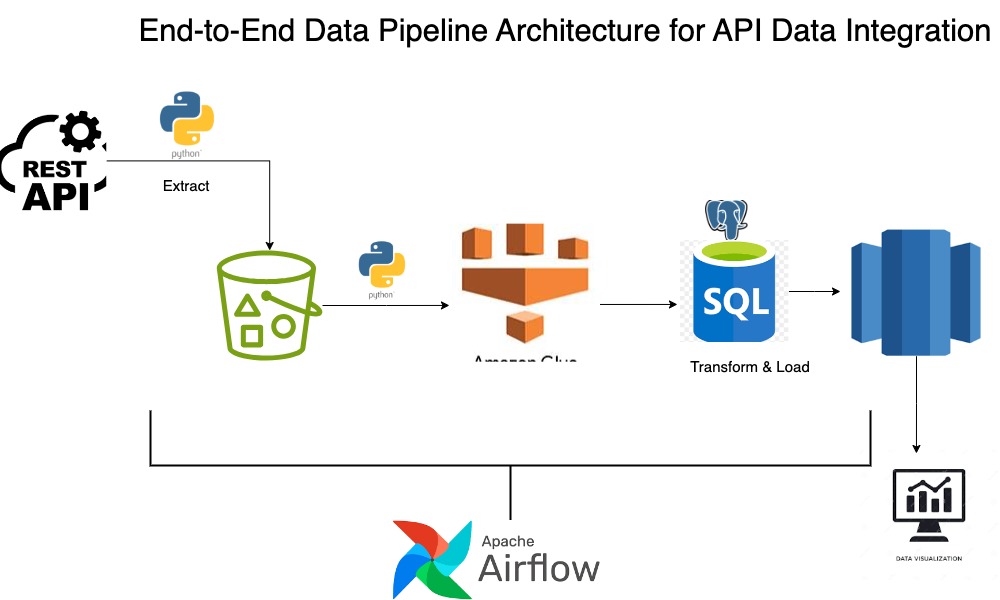 End-to-End Data Pipeline Architecture for API Data Integration
REST
API
python
Extract
python
Amazon Glue
SQL
Transform & Load
Apache
Airflow
DATA VISUALIZATION